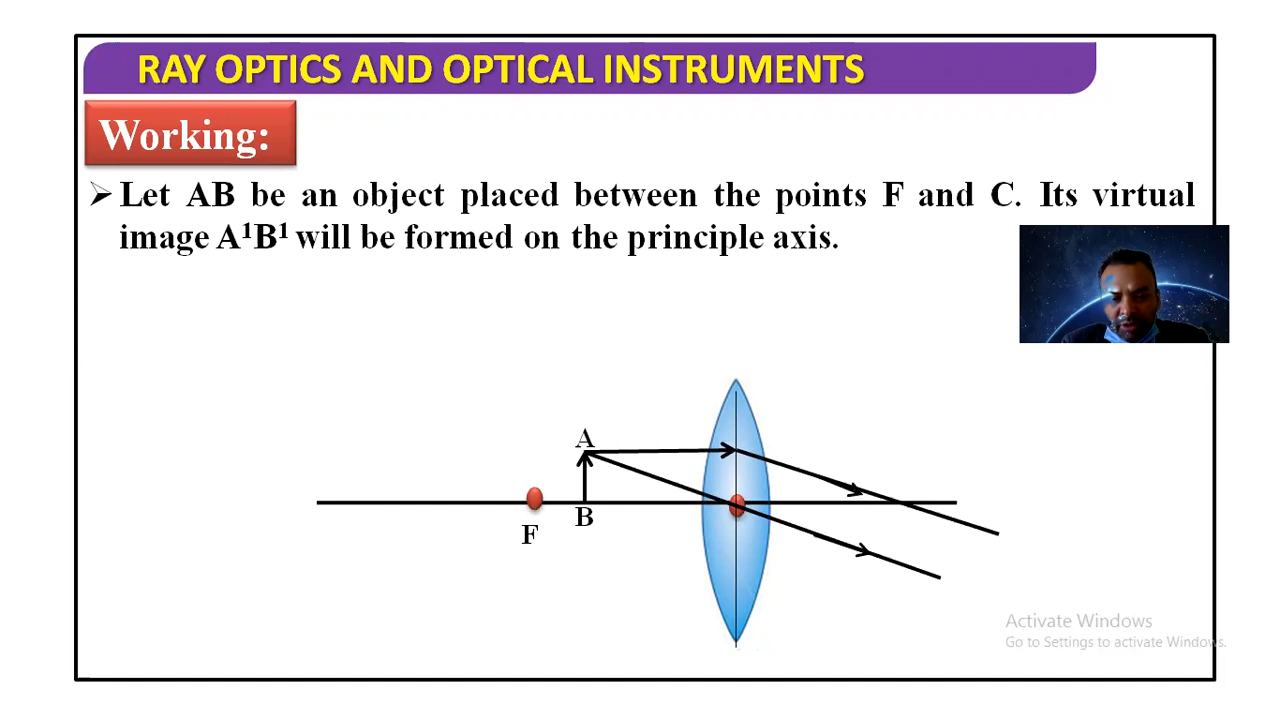 RAY OPTICS AND OPTICAL INSTRUMENTS
Working:
➢ Let AB be an object placed between the points F and C. Its virtual
image A¹B¹ will be formed on the principle axis.
A
F
B
Activate Windows
Go to Settings to activate Windows.